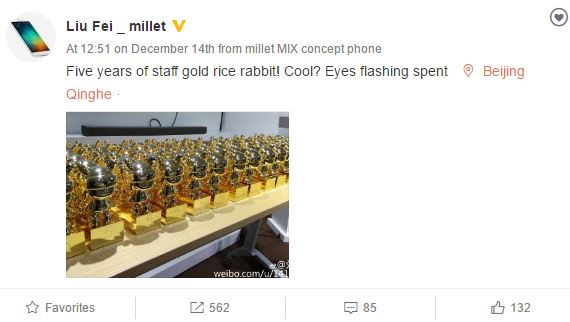 Liu Fei _ millet
At 12:51 on December 14th from millet MIX concept phone
Five years of staff gold rice rabbit! Cool? Eyes flashing spent Beijing
Qinghe ·
weibo.com/u/141
Favorites 562 85 132